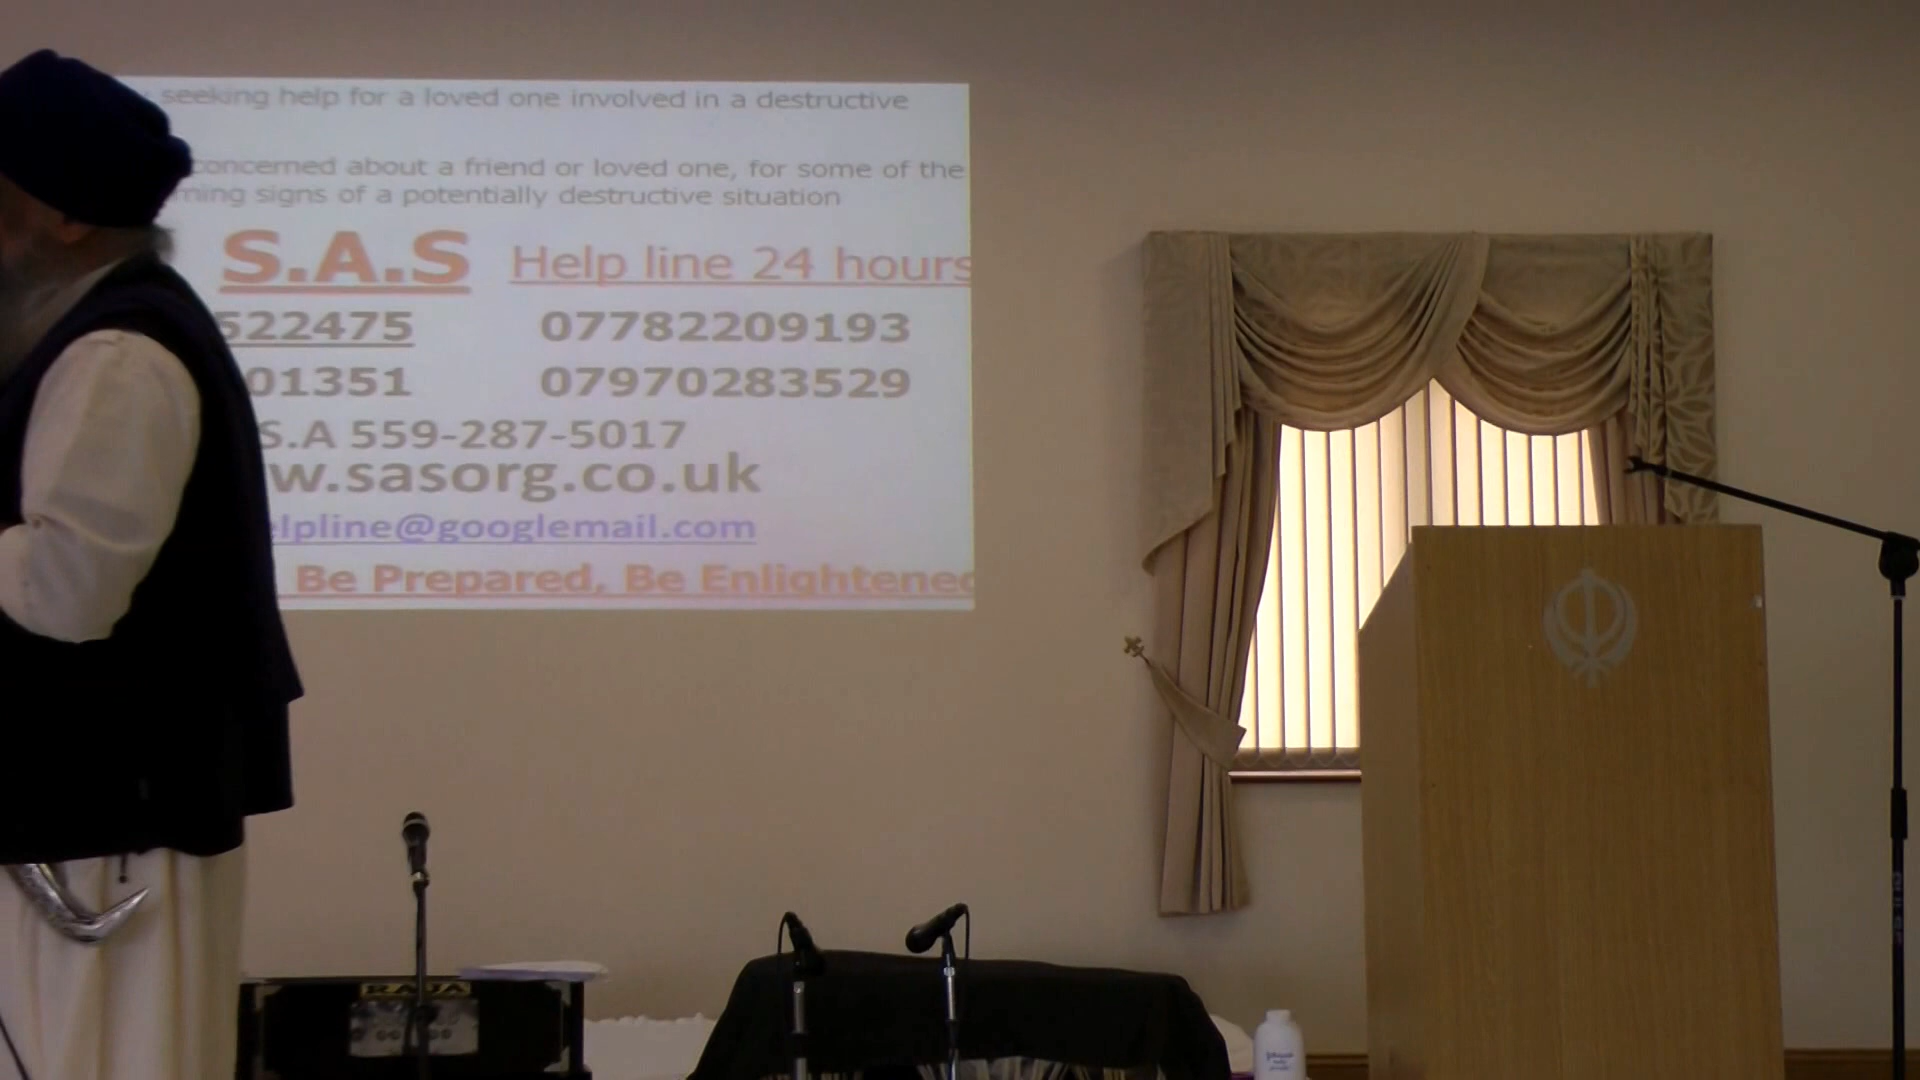 seeking help for a loved one involved in a destructive
concerned about a friend or loved one, for some of the
signs of a potentially destructive situation
S.A.S Help line 24 hours
522475 07782209193
01351 07970283529
S.A 559-287-5017
w.sasorg.co.uk
elpline@googlemail.com
Be Prepared, Be Enlightened
RAJA
Johnson's